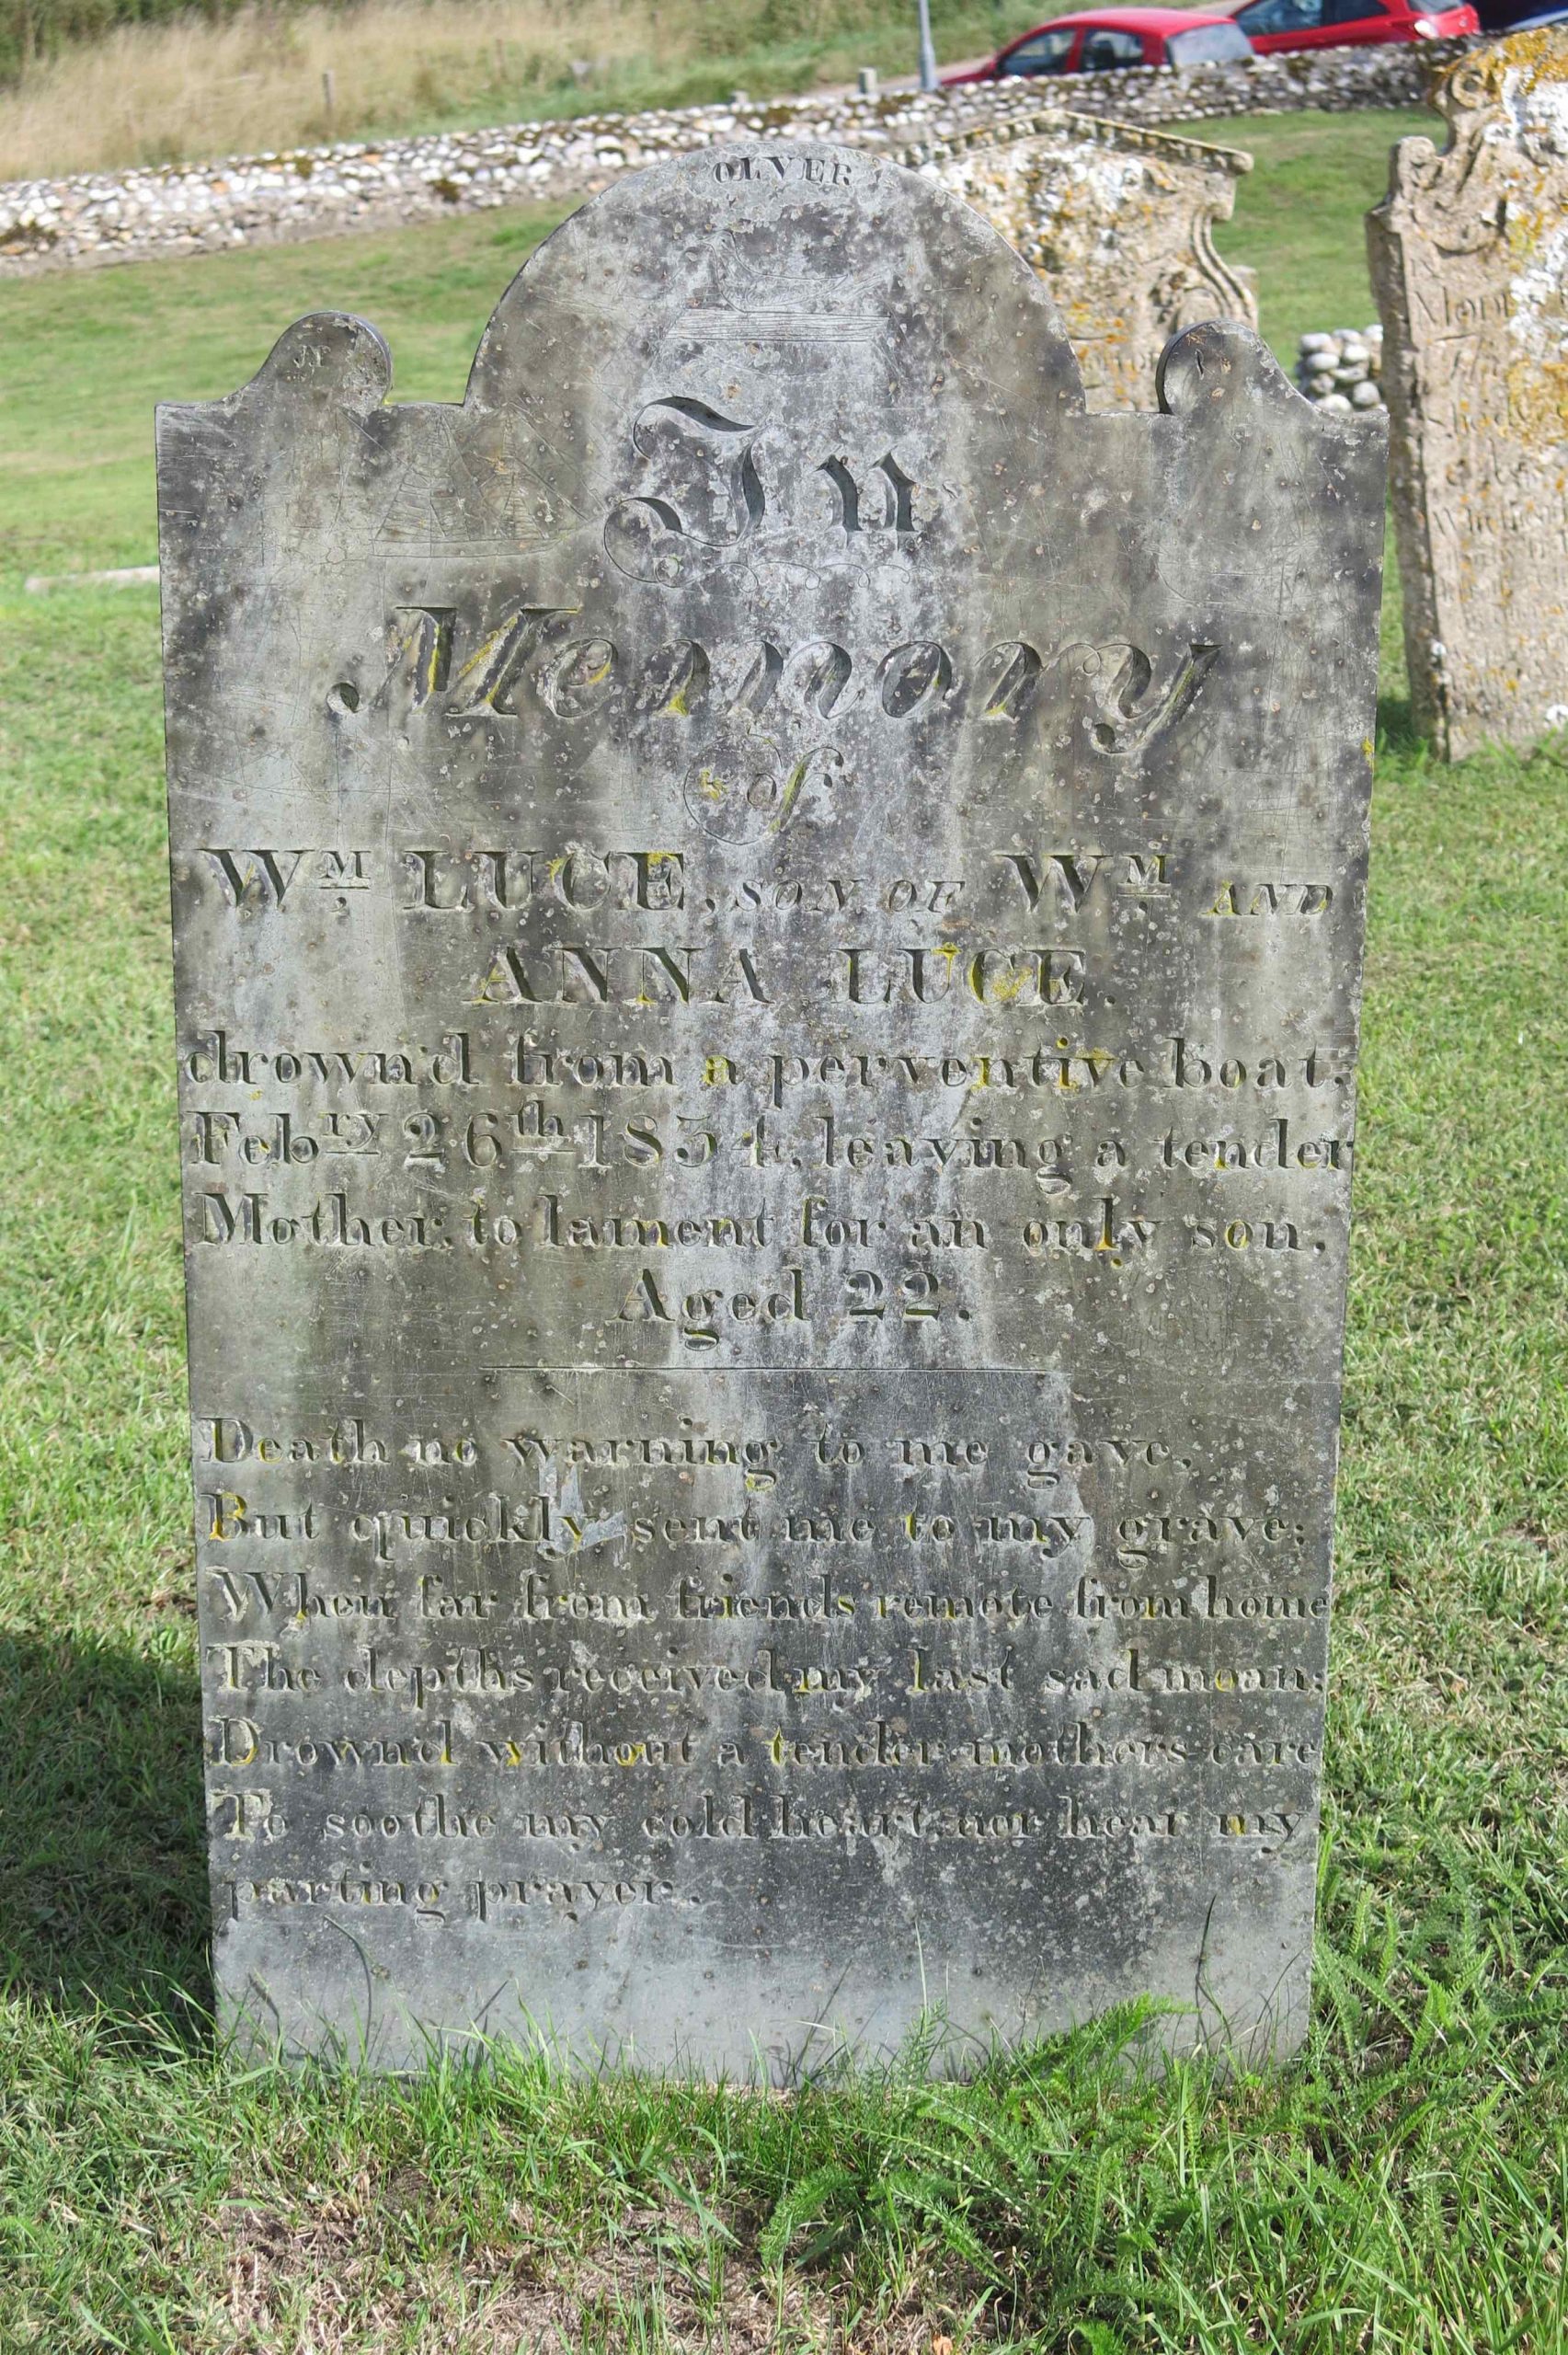 OLVER
In
Memory
of
Wᴹ LUCE, SON OF Wᴹ AND
ANNA LUCE.
drown'd from a perventive boat,
Febʳʸ 26ᵗʰ 1834, leaving a tender
Mother, to lament for an only son.
Aged 22.
Death no warning to me gave,
But quickly sent me to my grave;
When far from friends remote from home
The depths received my last sad moan;
Drown'd without a tender mothers care
To soothe my cold heart, nor hear my
parting prayer.